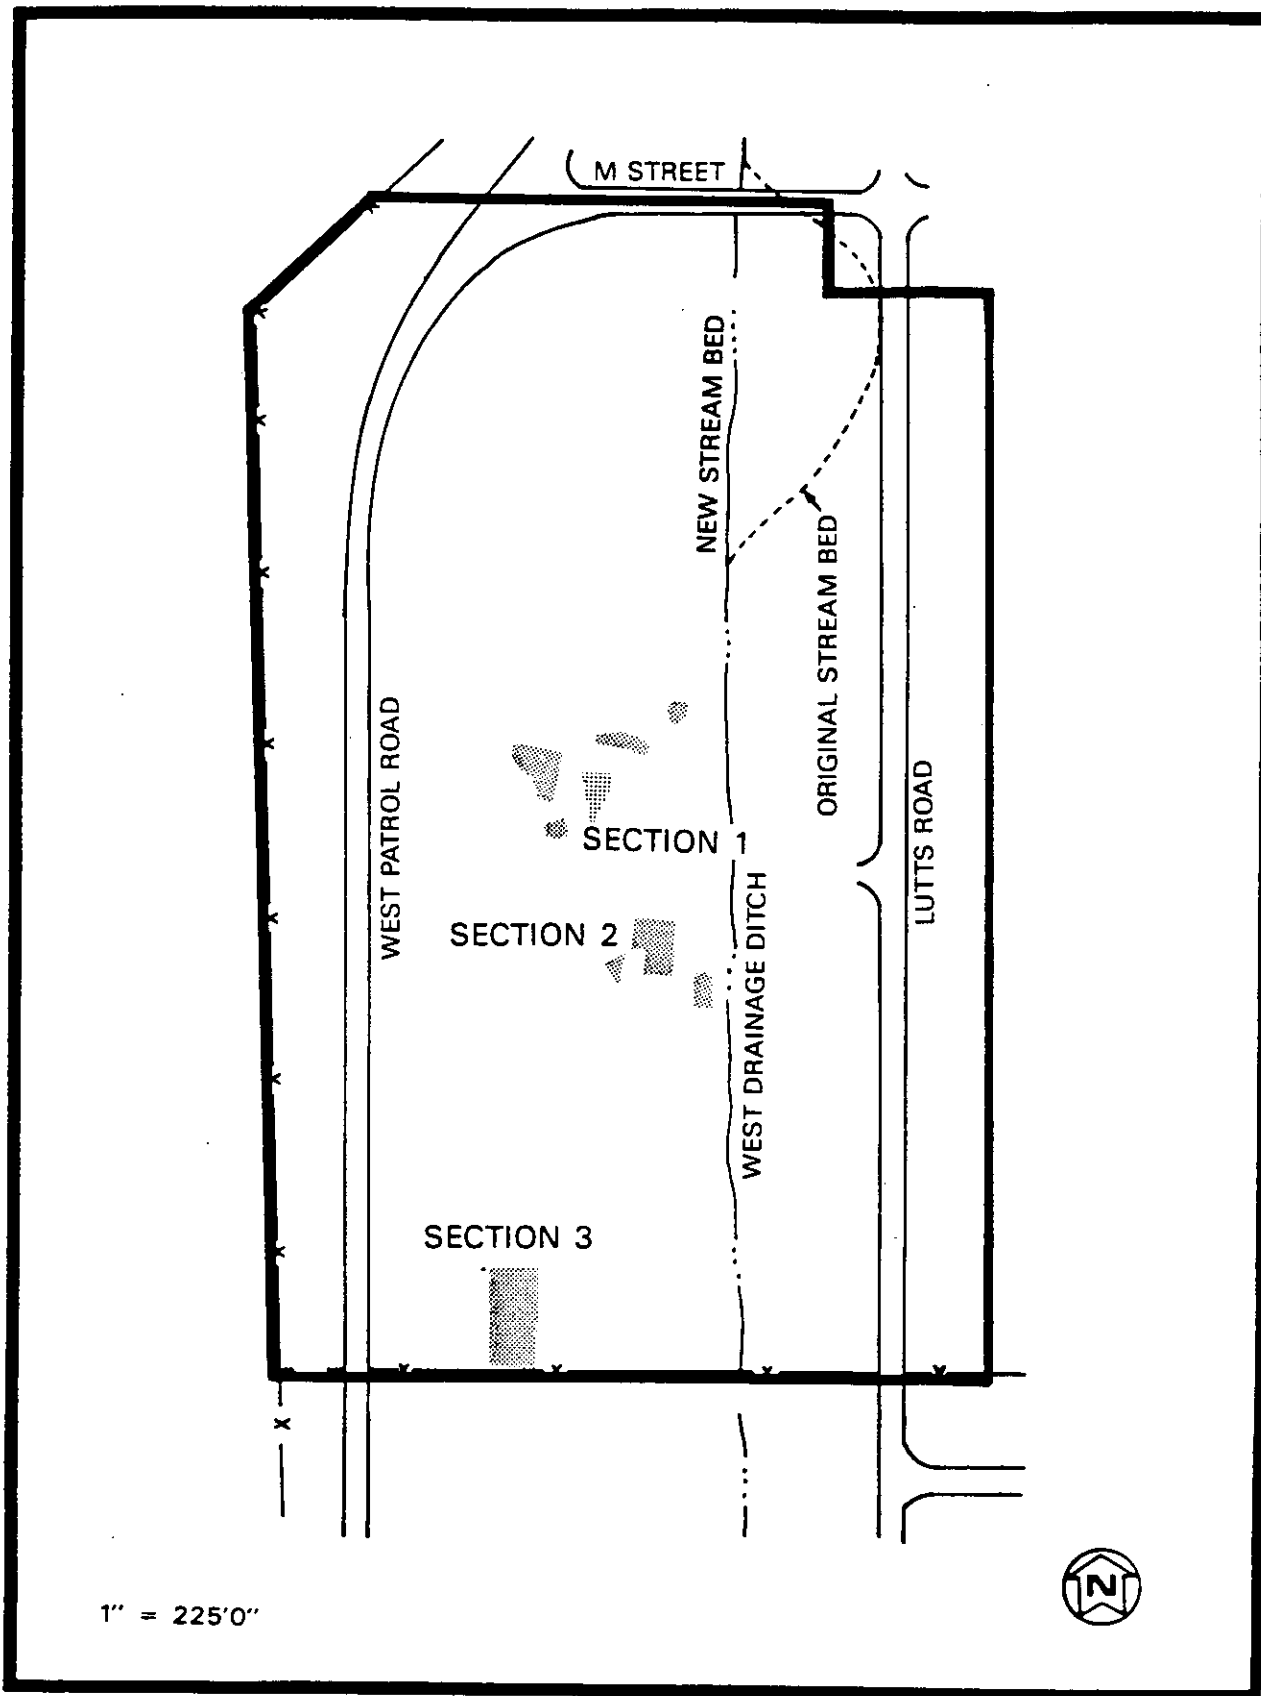 M STREET
NEW STREAM BED
ORIGINAL STREAM BED
WEST PATROL ROAD
LUTTS ROAD
SECTION 1
SECTION 2
WEST DRAINAGE DITCH
SECTION 3
1" = 225'0"
N